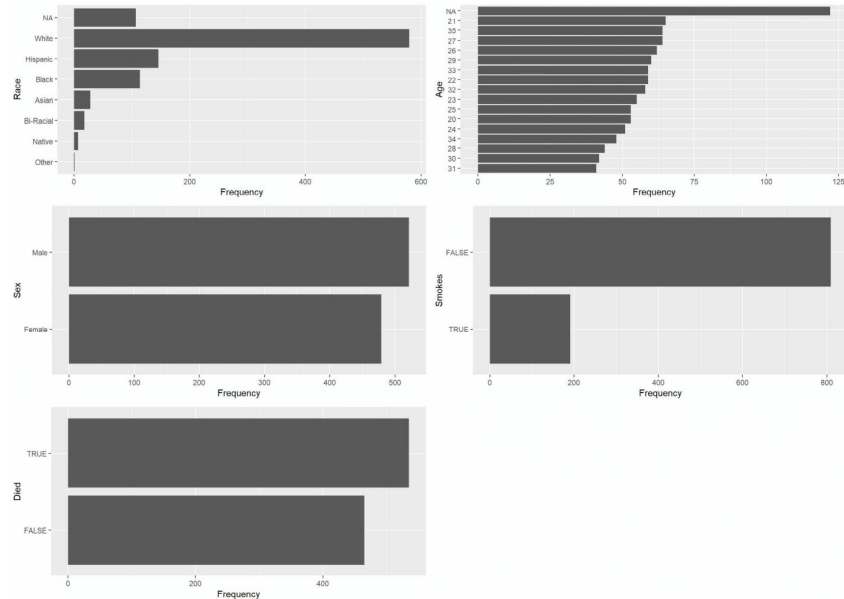 NA
White
Hispanic
Black
Asian
Bi-Racial
Native
Other
Race
0
200
400
600
Frequency
NA
21
35
27
26
29
33
22
32
23
25
20
24
34
28
30
31
Age
0
25
50
75
100
125
Frequency
Male
Female
Sex
0
100
200
300
400
500
Frequency
FALSE
TRUE
Smokes
0
200
400
600
800
Frequency
TRUE
FALSE
Died
0
200
400
Frequency